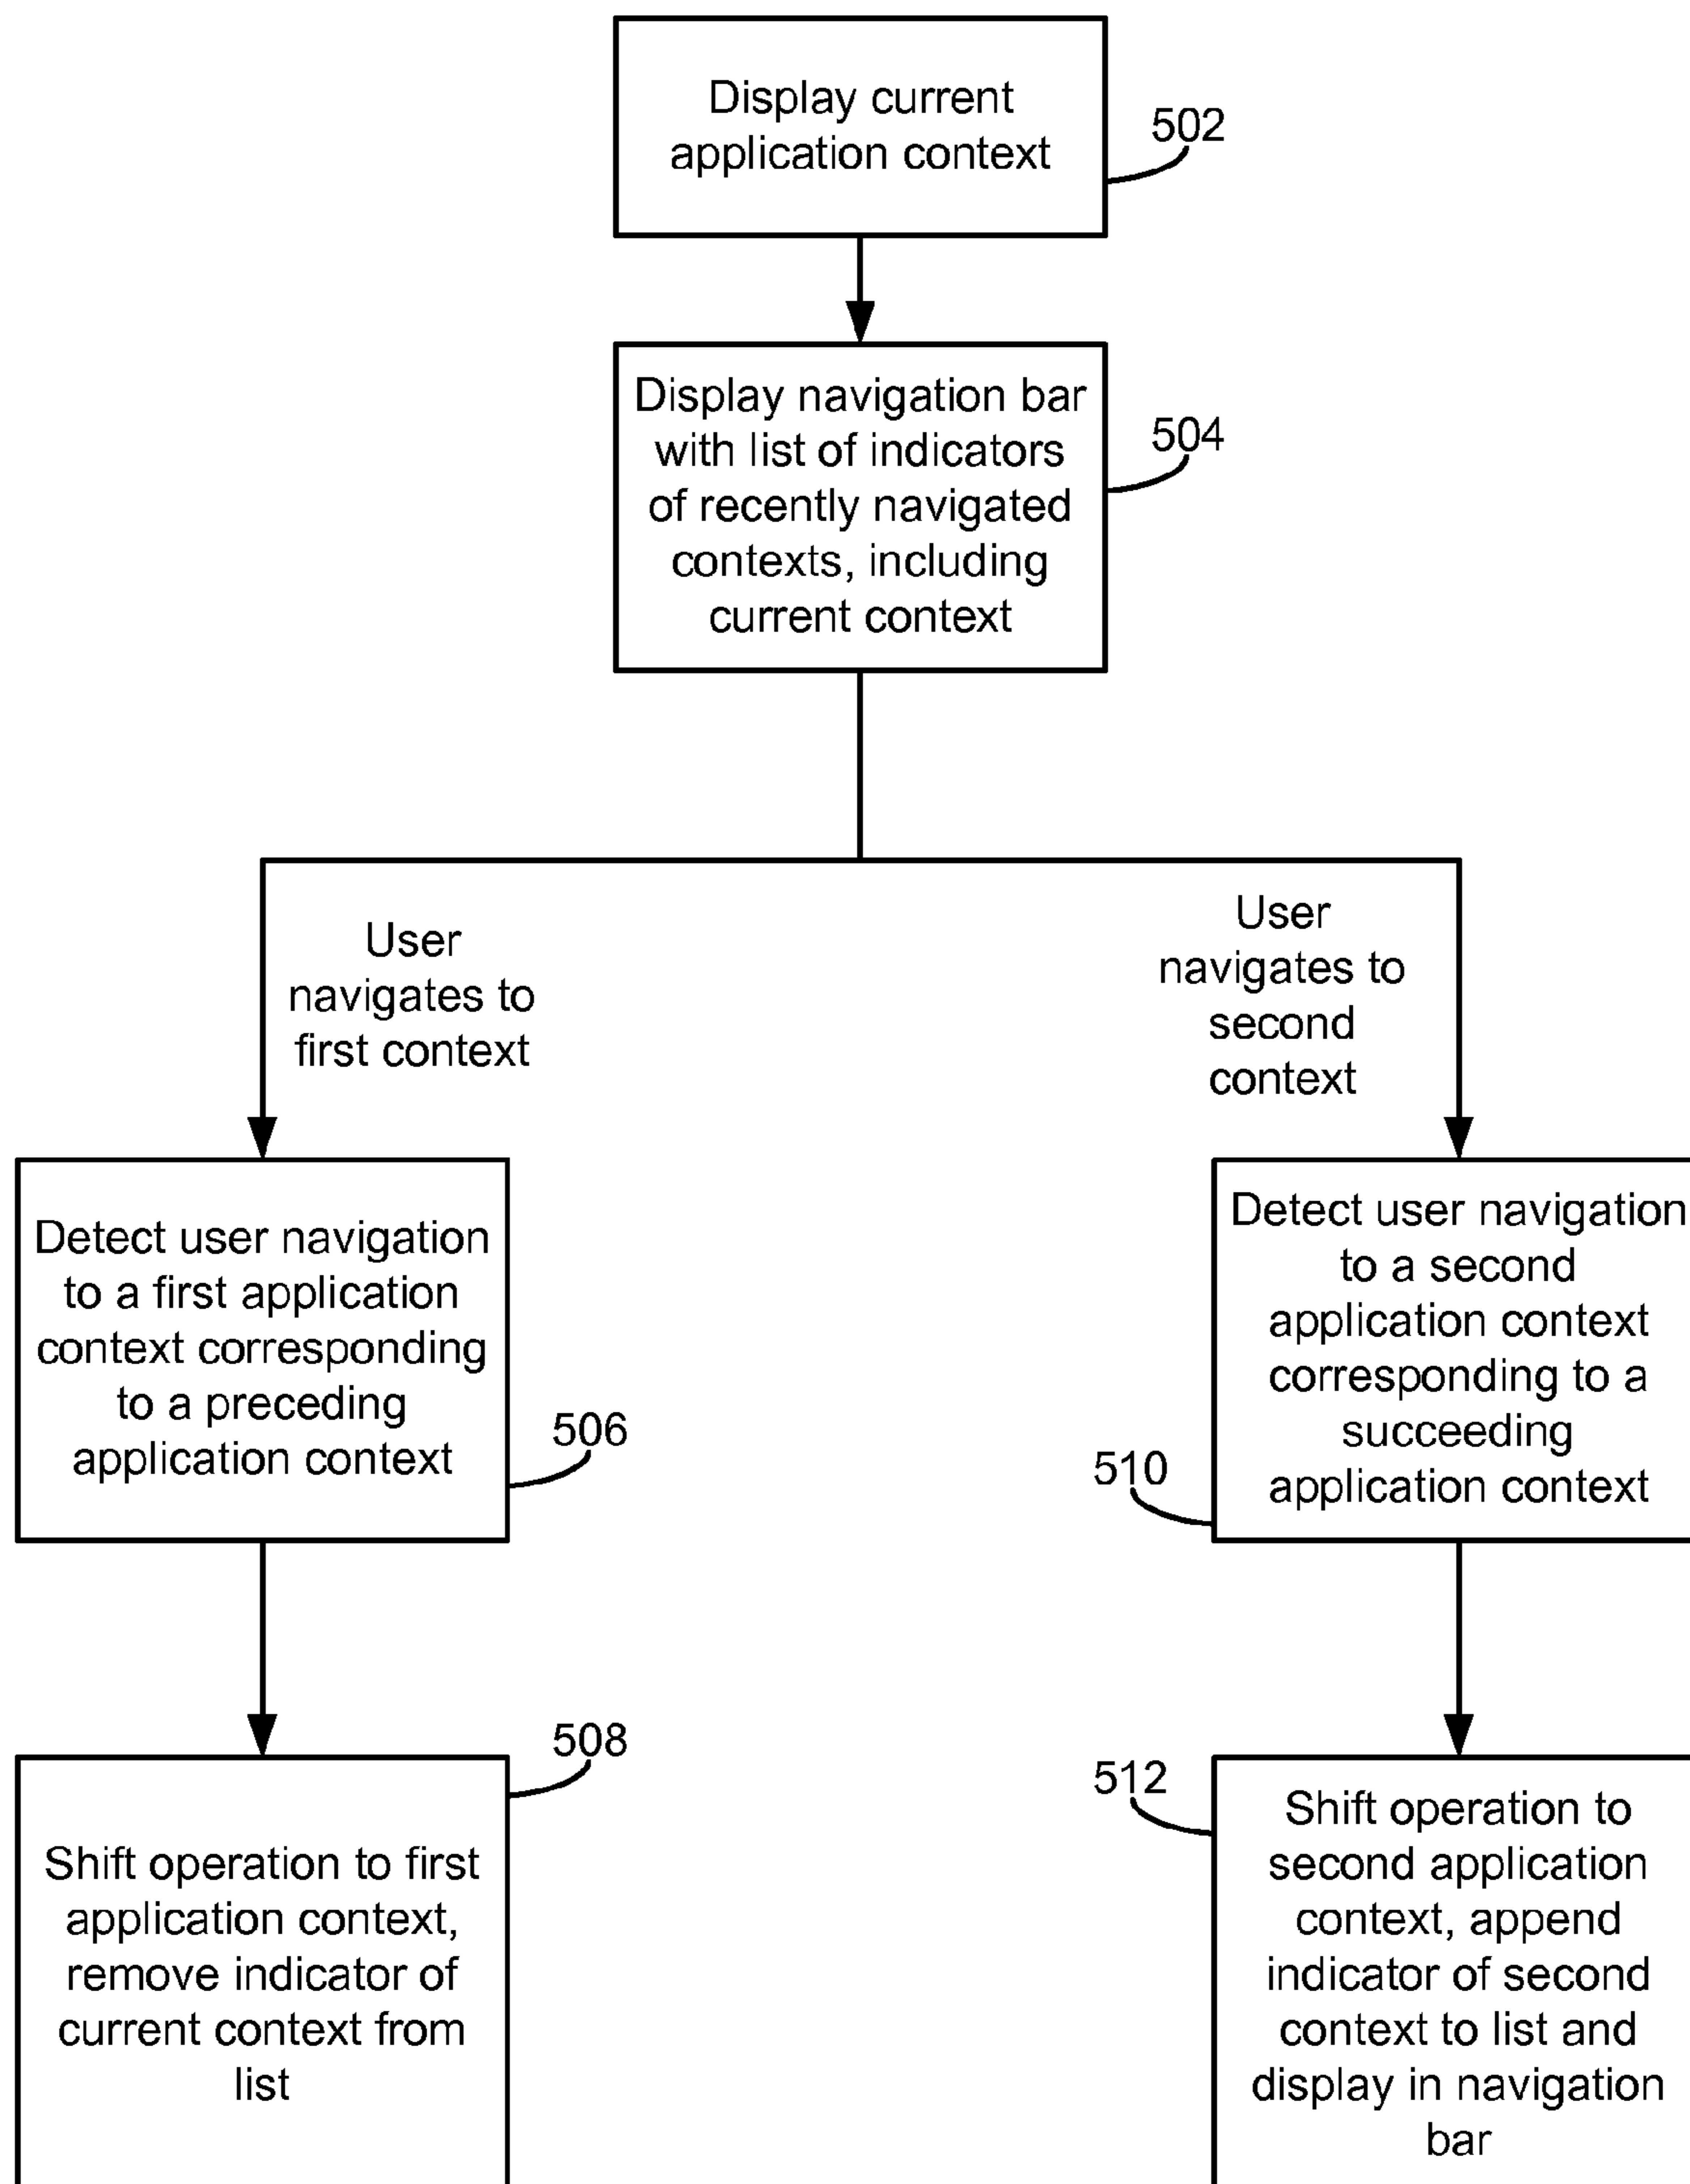 Display current
application context
502
Display navigation bar
with list of indicators
of recently navigated
contexts, including
current context
504
User
navigates to
first context
User
navigates to
second
context
Detect user navigation
to a first application
context corresponding
to a preceding
application context
506
Detect user navigation
to a second
application context
corresponding to a
succeeding
application context
510
Shift operation to first
application context,
remove indicator of
current context from
list
508
Shift operation to
second application
context, append
indicator of second
context to list and
display in navigation
bar
512